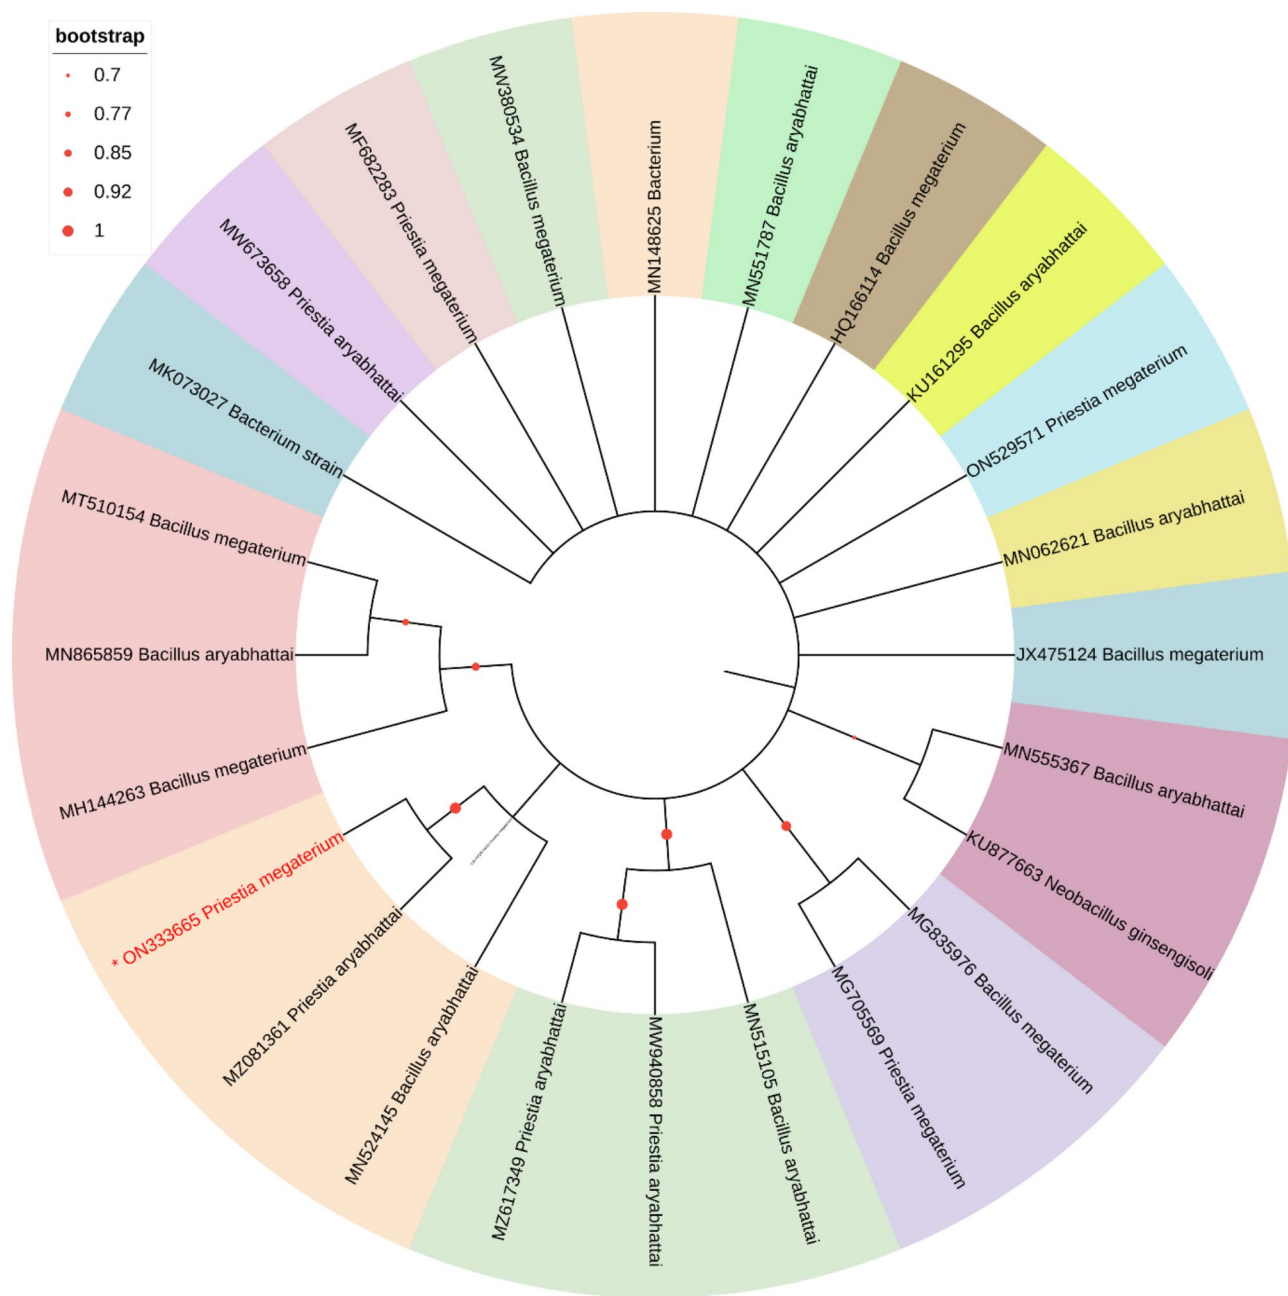 bootstrap
0.7
0.77
0.85
0.92
1
MN148625 Bacterium
MN551787 Bacillus aryabhattai
HQ166114 Bacillus megaterium
KU161295 Bacillus aryabhattai
ON529571 Priestia megaterium
MN062621 Bacillus aryabhattai
JX475124 Bacillus megaterium
MN555367 Bacillus aryabhattai
KU877663 Neobacillus ginsengisoli
MG835976 Bacillus megaterium
MG705569 Priestia megaterium
MN515105 Bacillus aryabhattai
MW940858 Priestia aryabhattai
MZ617349 Priestia aryabhattai
MN524145 Bacillus aryabhattai
MZ081361 Priestia aryabhattai
* ON333665 Priestia megaterium
MH144263 Bacillus megaterium
MN865859 Bacillus aryabhattai
MT510154 Bacillus megaterium
MK073027 Bacterium strain
MW673658 Priestia aryabhattai
MF682283 Priestia megaterium
MW380534 Bacillus megaterium